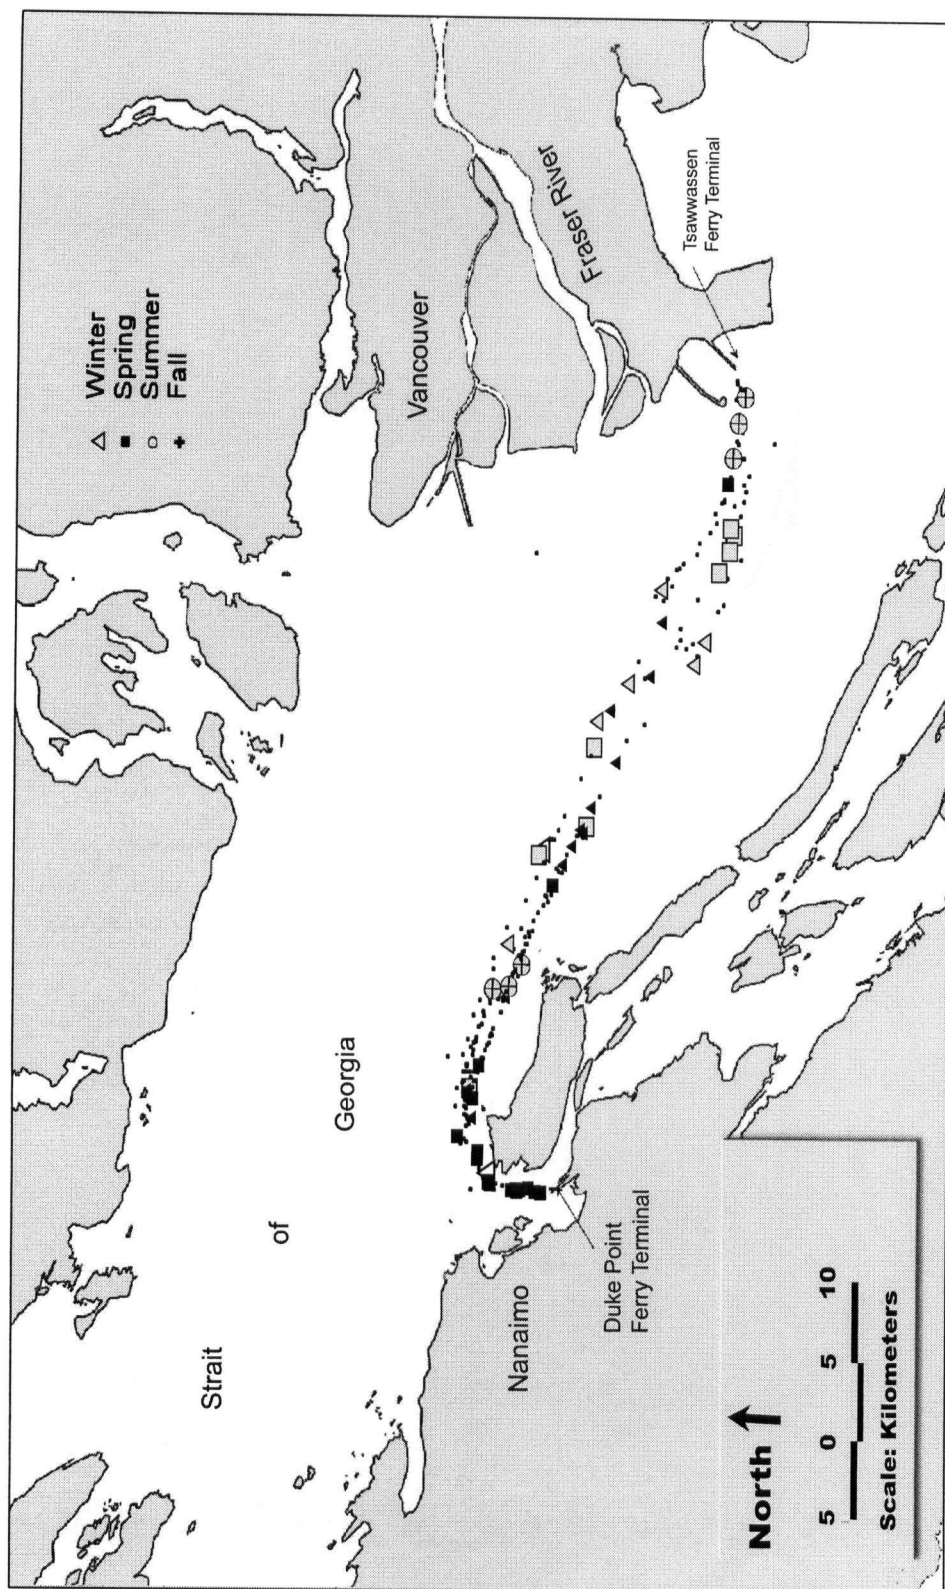 Winter
Spring
Summer
Fall
Vancouver
Fraser River
Tsawwassen
Ferry Terminal
Strait
of
Georgia
Nanaimo
Duke Point
Ferry Terminal
North
5 0 5 10
Scale: Kilometers